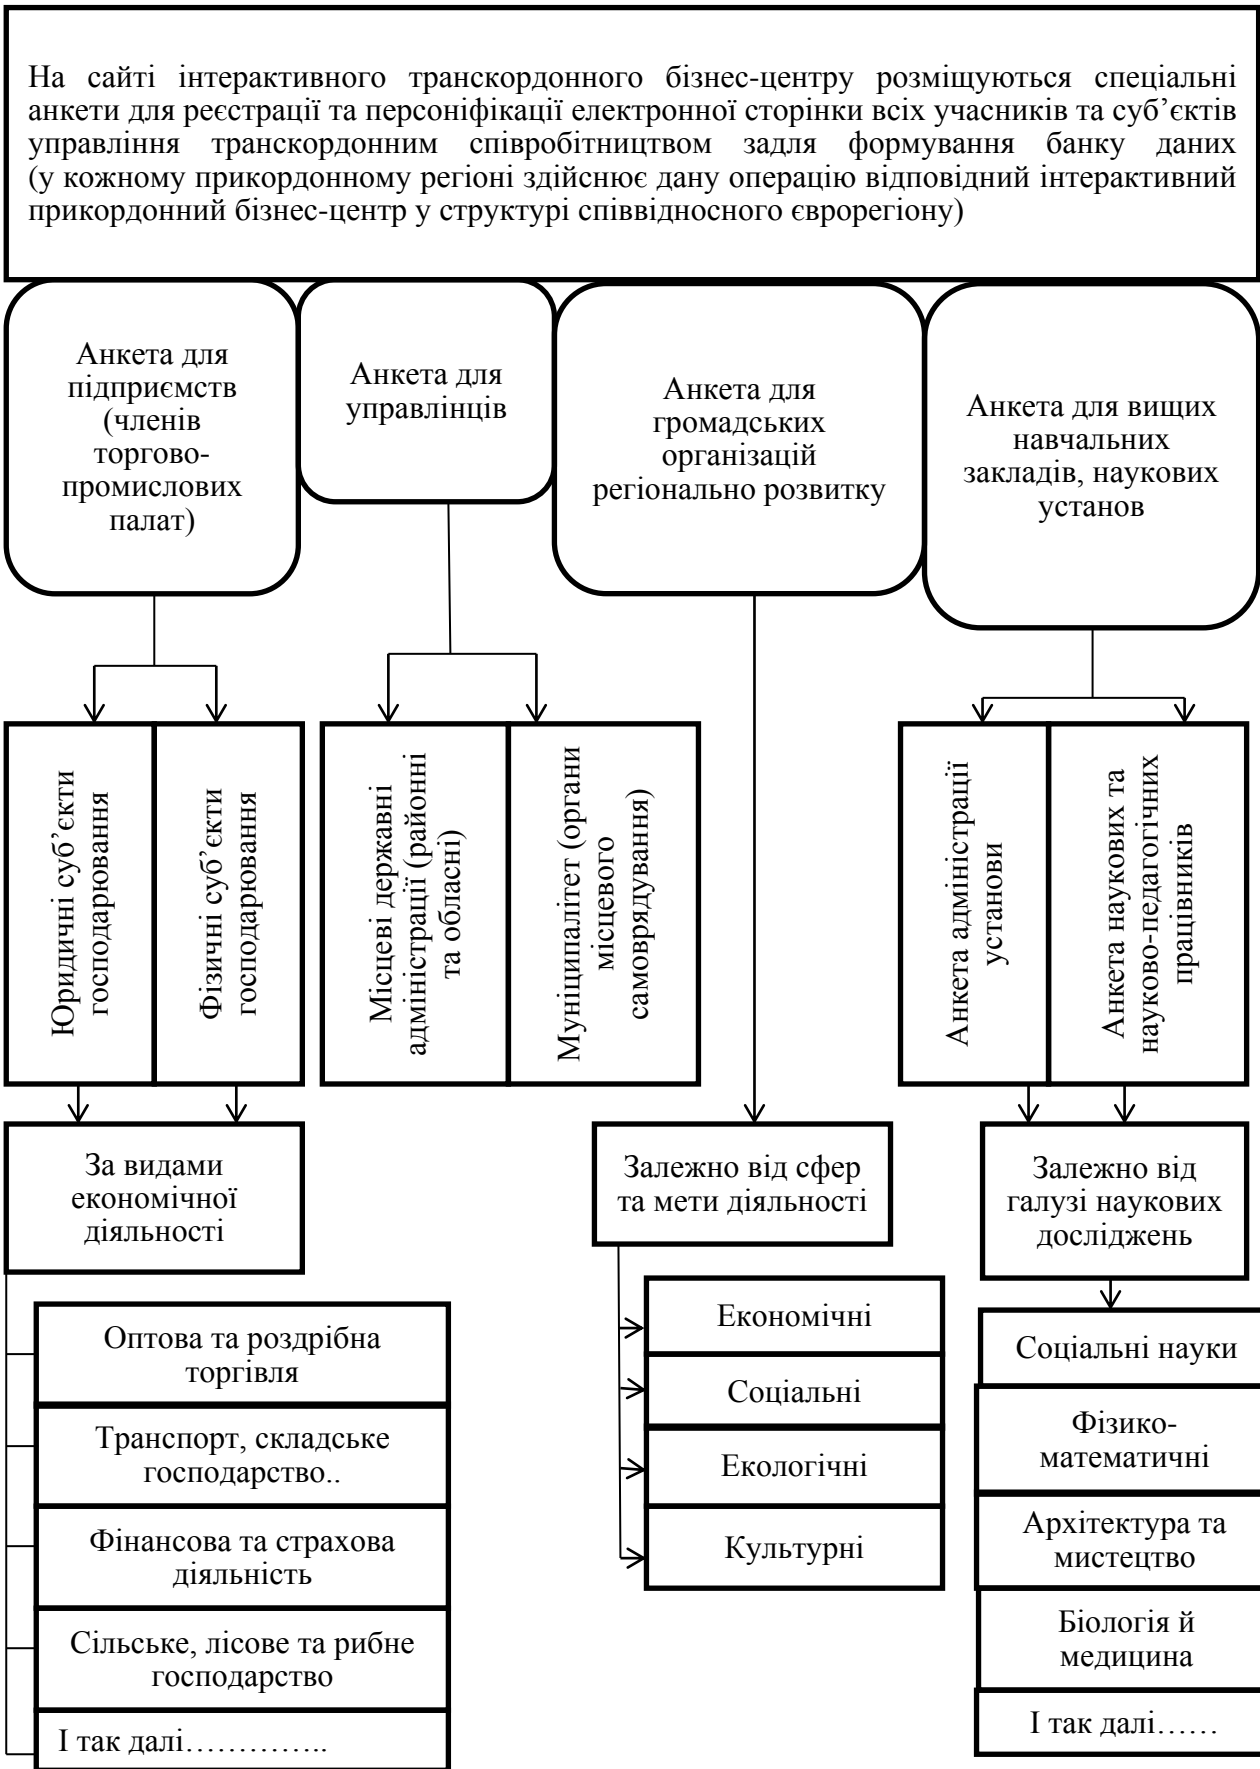 На сайті інтерактивного транскордонного бізнес-центру розміщуються спеціальні
анкети для реєстрації та персоніфікації електронної сторінки всіх учасників та суб’єктів
управління транскордонним співробітництвом задля формування банку даних
(у кожному прикордонному регіоні здійснює дану операцію відповідний інтерактивний
прикордонний бізнес-центр у структурі співвідносного єврорегіону)
Анкета для
підприємств
(членів
торгово-
промислових
палат)
Анкета для
управлінців
Анкета для
громадських
організацій
регіонально розвитку
Анкета для вищих
навчальних
закладів, наукових
установ
Юридичні суб’єкти
господарювання
Фізичні суб’єкти
господарювання
Місцеві державні
адміністрації (районні
та обласні)
Муніципалітет (органи
місцевого
самоврядування)
Анкета адміністрації
установи
Анкета наукових та
науково-педагогічних
працівників
За видами
економічної
діяльності
Оптова та роздрібна
торгівля
Транспорт, складське
господарство..
Фінансова та страхова
діяльність
Сільське, лісове та рибне
господарство
І так далі…………..
Залежно від сфер
та мети діяльності
Економічні
Соціальні
Екологічні
Культурні
Залежно від
галузі наукових
досліджень
Соціальні науки
Фізико-
математичні
Архітектура та
мистецтво
Біологія й
медицина
І так далі……